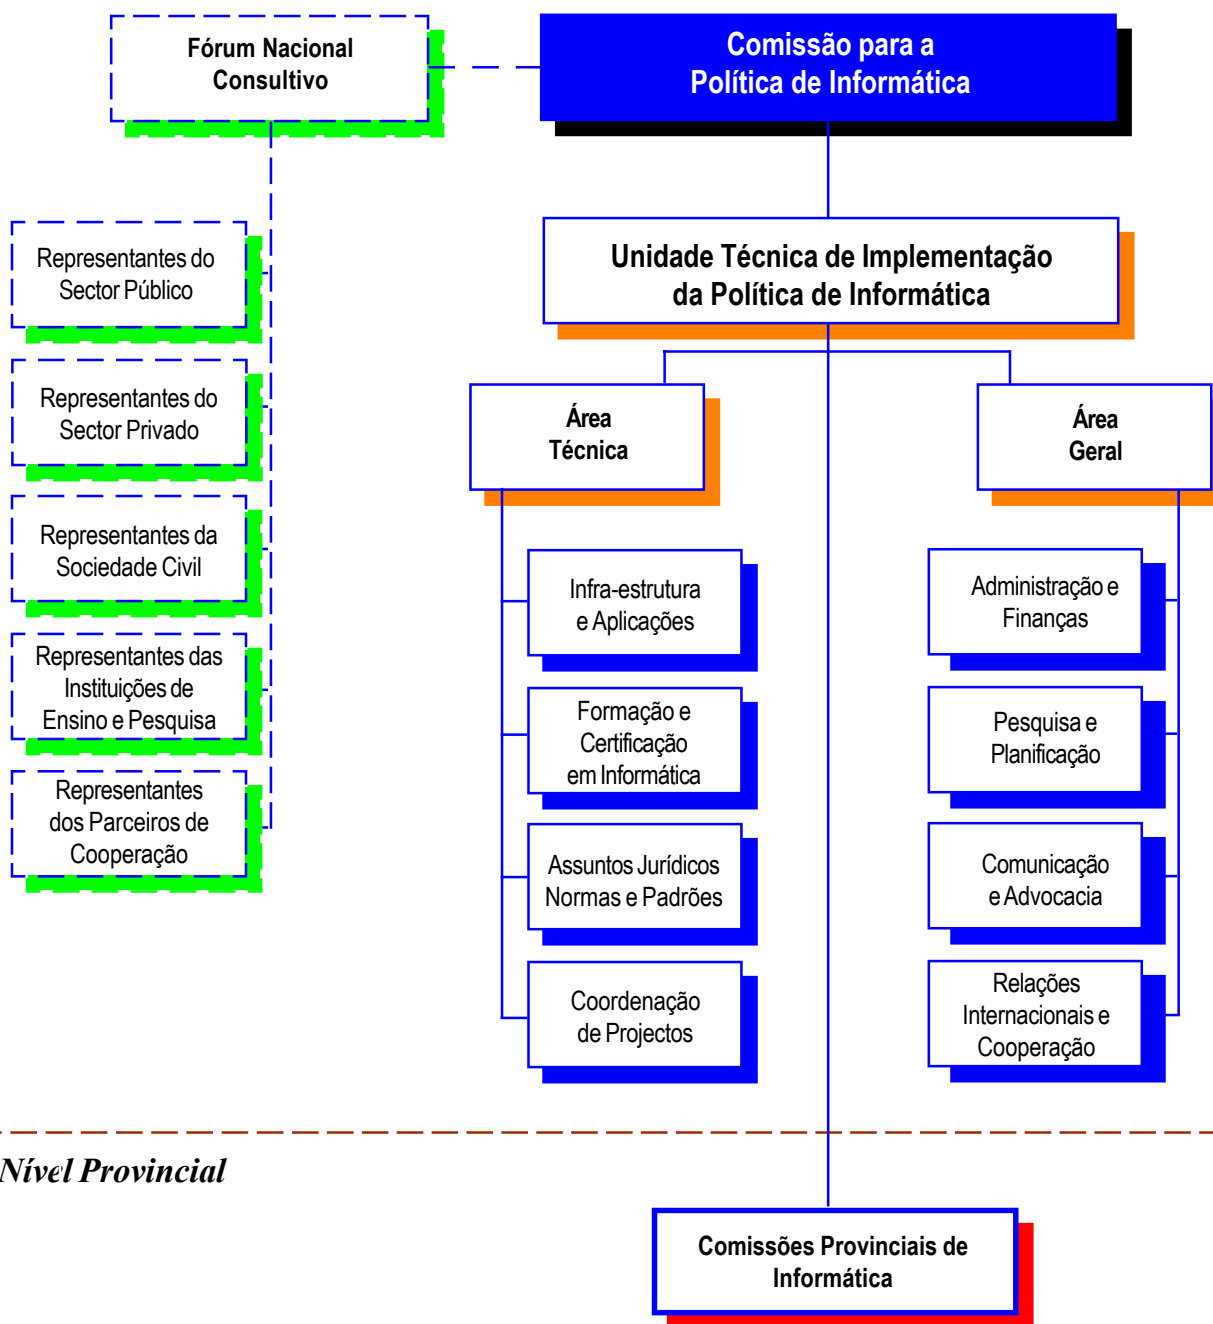 Fórum Nacional
Consultivo
Comissão para a
Política de Informática
Representantes do
Sector Público
Representantes do
Sector Privado
Representantes da
Sociedade Civil
Representantes das
Instituições de
Ensino e Pesquisa
Representantes
dos Parceiros de
Cooperação
Unidade Técnica de Implementação
da Política de Informática
Área
Técnica
Infra-estrutura
e Aplicações
Formação e
Certificação
em Informática
Assuntos Jurídicos
Normas e Padrões
Coordenação
de Projectos
Área
Geral
Administração e
Finanças
Pesquisa e
Planificação
Comunicação
e Advocacia
Relações
Internacionais e
Cooperação
Nível Provincial
Comissões Provinciais de
Informática